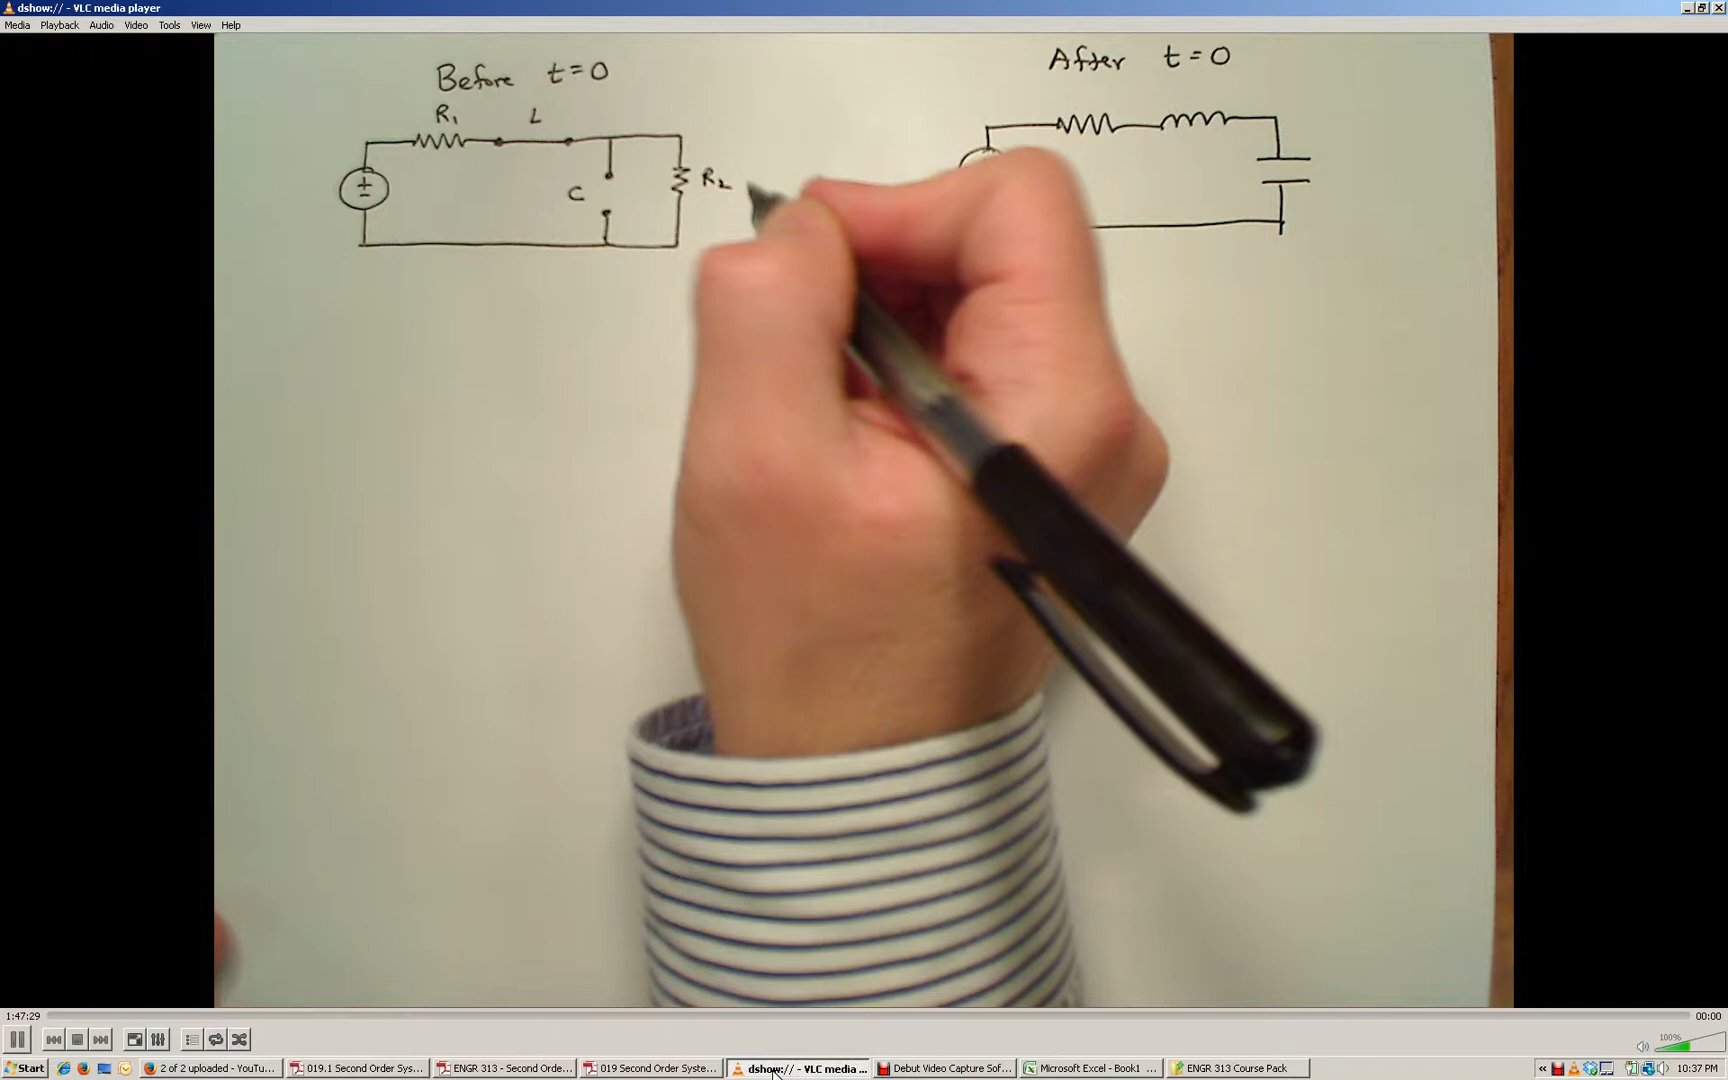 dshow:// - VLC media player
Media Playback Audio Video Tools View Help
Before t=0
After t=0
R₁ L
C
R₂
+
-
1:47:29
00:00
100%
Start
2 of 2 uploaded - YouTu...
019.1 Second Order Sys...
ENGR 313 - Second Orde...
019 Second Order Syste...
dshow:// - VLC media ...
Debut Video Capture Sof...
Microsoft Excel - Book1 ...
ENGR 313 Course Pack
10:37 PM